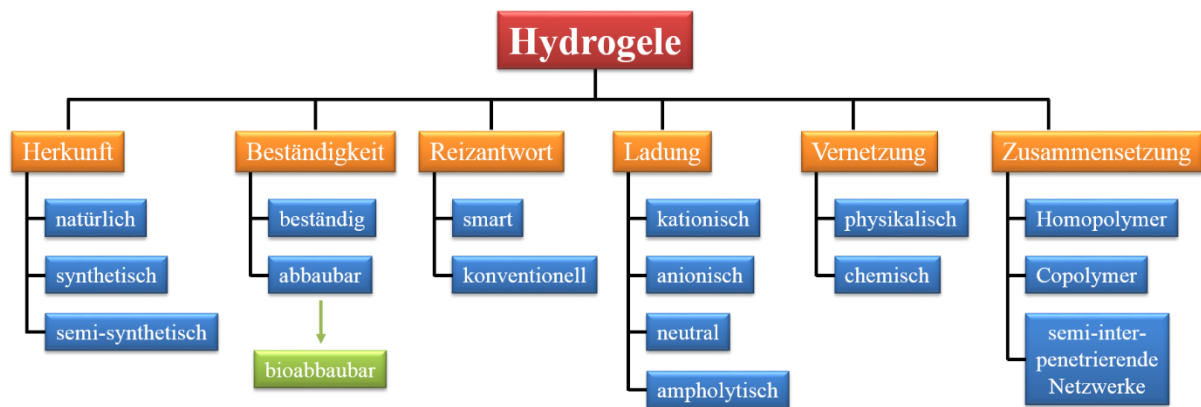 Hydrogele
Herkunft
natürlich
synthetisch
semi-synthetisch
Beständigkeit
beständig
abbaubar
bioabbaubar
Reizantwort
smart
konventionell
Ladung
kationisch
anionisch
neutral
ampholytisch
Vernetzung
physikalisch
chemisch
Zusammensetzung
Homopolymer
Copolymer
semi-inter-
penetrierende
Netzwerke